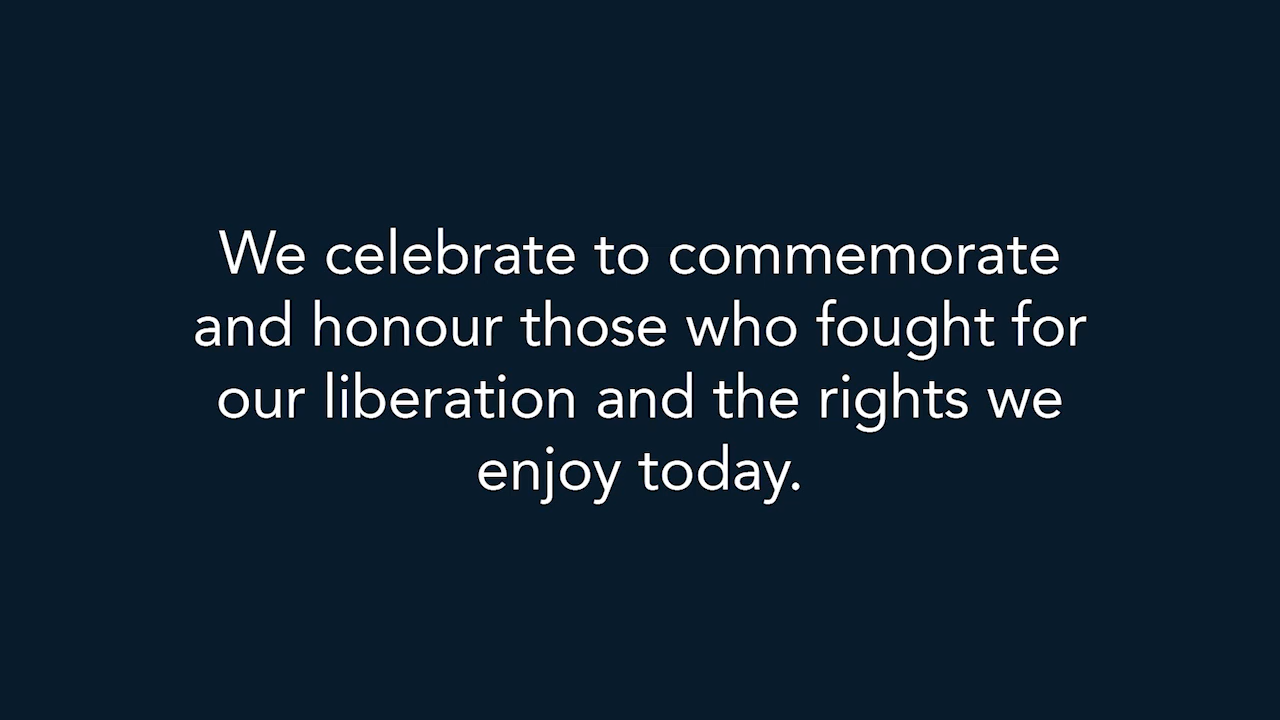 We celebrate to commemorate
and honour those who fought for
our liberation and the rights we
enjoy today.